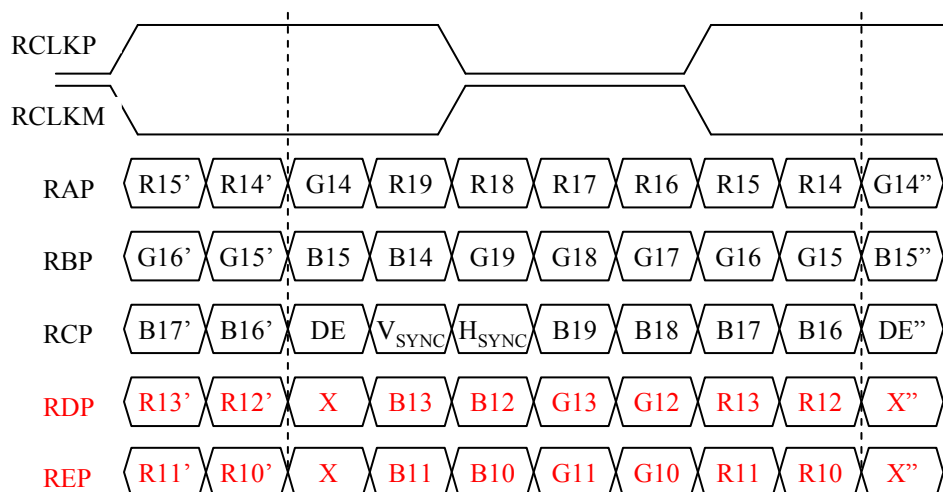 RCLKP
RCLKM
RAP R15’ R14’ G14 R19 R18 R17 R16 R15 R14 G14”
RBP G16’ G15’ B15 B14 G19 G18 G17 G16 G15 B15”
RCP B17’ B16’ DE VSYNC HSYNC B19 B18 B17 B16 DE”
RDP R13’ R12’ X B13 B12 G13 G12 R13 R12 X”
REP R11’ R10’ X B11 B10 G11 G10 R11 R10 X”